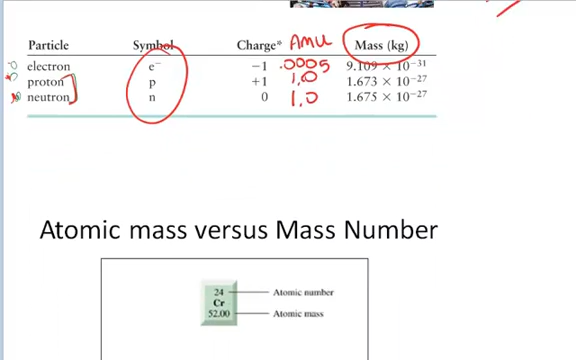 Particle Symbol Charge* AMU Mass (kg)
electron e⁻ −1 .0005 9.109 × 10⁻³¹
proton p +1 1.0 1.673 × 10⁻²⁷
neutron n 0 1.0 1.675 × 10⁻²⁷
Atomic mass versus Mass Number
24 Atomic number
Cr
52.00 Atomic mass